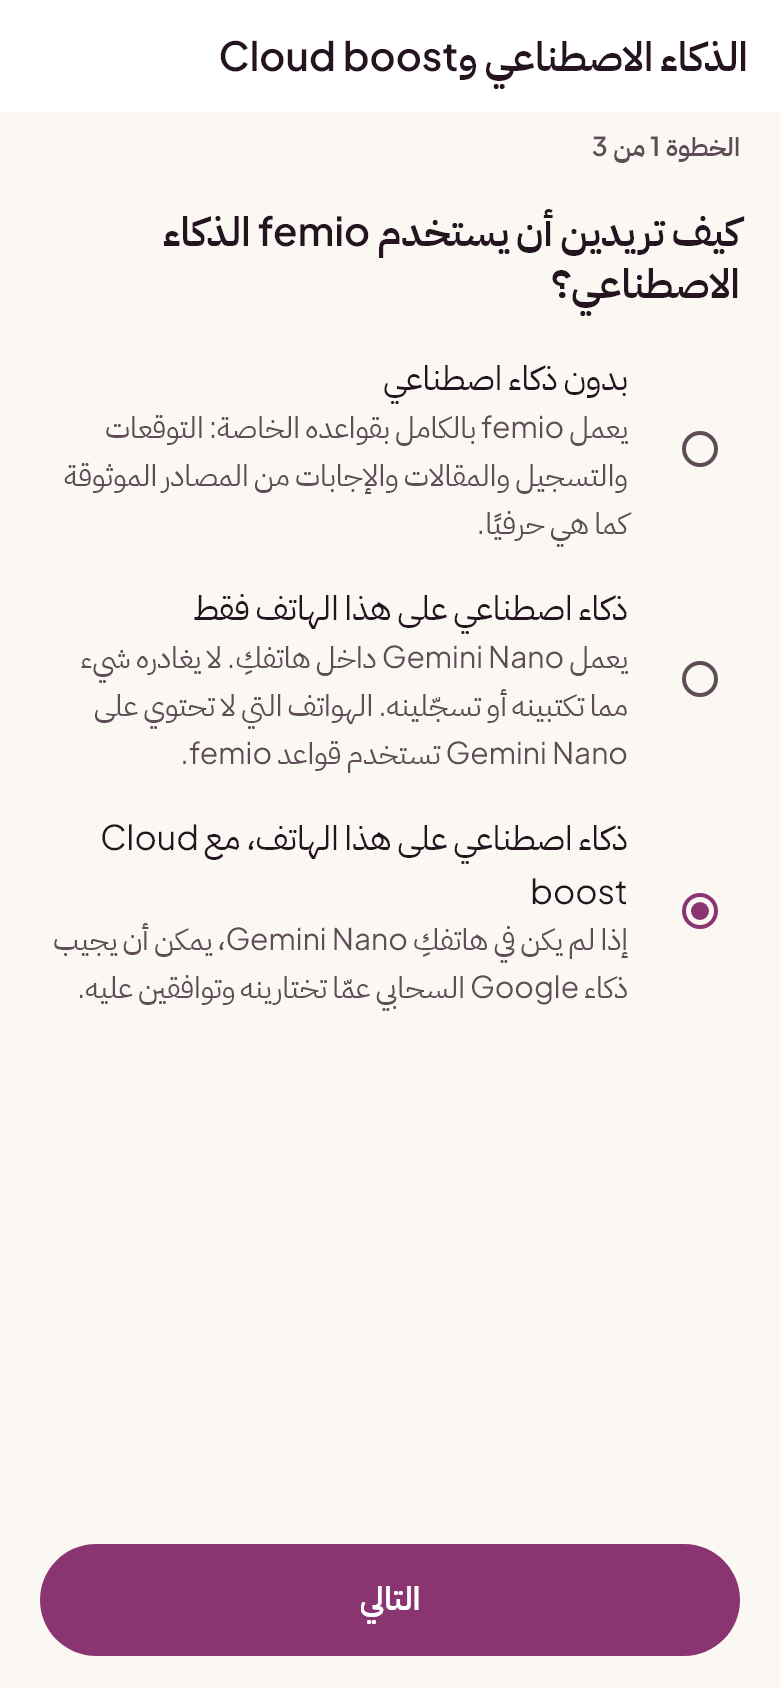 الذكاء الاصطناعي وCloud boost
الخطوة 1 من 3
كيف تريدين أن يستخدم femio الذكاء
الاصطناعي؟
بدون ذكاء اصطناعي
يعمل femio بالكامل بقواعده الخاصة: التوقعات
والتسجيل والمقالات والإجابات من المصادر الموثوقة
كما هي حرفيًا.
ذكاء اصطناعي على هذا الهاتف فقط
يعمل Gemini Nano داخل هاتفكِ. لا يغادره شيء
مما تكتبينه أو تسجّلينه. الهواتف التي لا تحتوي على
Gemini Nano تستخدم قواعد femio.
ذكاء اصطناعي على هذا الهاتف، مع Cloud
boost
إذا لم يكن في هاتفكِ Gemini Nano، يمكن أن يجيب
ذكاء Google السحابي عمّا تختارينه وتوافقين عليه.
التالي